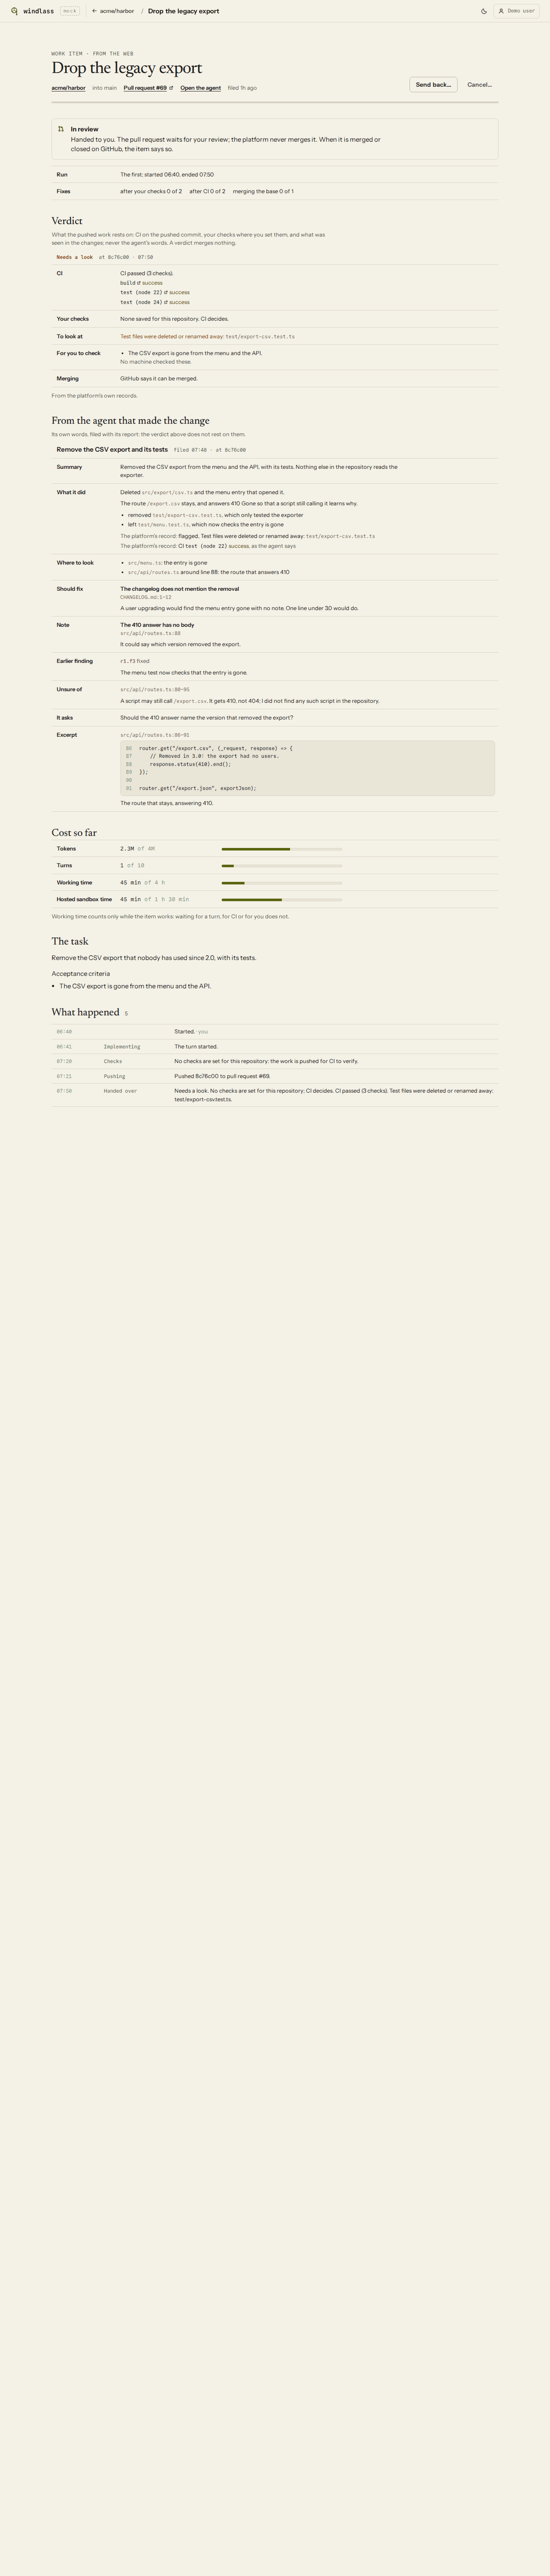 windlass mock ← acme/harbor / Drop the legacy export Demo user
WORK ITEM · FROM THE WEB
Drop the legacy export
acme/harbor into main Pull request #69 Open the agent filed 1h ago
Send back… Cancel…
In review
Handed to you. The pull request waits for your review; the platform never merges it. When it is merged or
closed on GitHub, the item says so.
Run The first; started 06:40, ended 07:50
Fixes after your checks 0 of 2 after CI 0 of 2 merging the base 0 of 1
Verdict
What the pushed work rests on: CI on the pushed commit, your checks where you set them, and what was
seen in the changes; never the agent's words. A verdict merges nothing.
Needs a look at 8c76c00 · 07:50
CI CI passed (3 checks).
build success
test (node 22) success
test (node 24) success
Your checks None saved for this repository. CI decides.
To look at Test files were deleted or renamed away: test/export-csv.test.ts
For you to check • The CSV export is gone from the menu and the API.
No machine checked these.
Merging GitHub says it can be merged.
From the platform's own records.
From the agent that made the change
Its own words, filed with its report: the verdict above does not rest on them.
Remove the CSV export and its tests filed 07:40 · at 8c76c00
Summary Removed the CSV export from the menu and the API, with its tests. Nothing else in the repository reads the
exporter.
What it did Deleted src/export/csv.ts and the menu entry that opened it.
The route /export.csv stays, and answers 410 Gone so that a script still calling it learns why.
• removed test/export-csv.test.ts, which only tested the exporter
• left test/menu.test.ts, which now checks the entry is gone
The platform's record: flagged. Test files were deleted or renamed away: test/export-csv.test.ts
The platform's record: CI test (node 22) success, as the agent says
Where to look • src/menu.ts: the entry is gone
• src/api/routes.ts around line 88: the route that answers 410
Should fix The changelog does not mention the removal
CHANGELOG.md:1-12
A user upgrading would find the menu entry gone with no note. One line under 3.0 would do.
Note The 410 answer has no body
src/api/routes.ts:88
It could say which version removed the export.
Earlier finding r1.f3 fixed
The menu test now checks that the entry is gone.
Unsure of src/api/routes.ts:80-95
A script may still call /export.csv. It gets 410, not 404; I did not find any such script in the repository.
It asks Should the 410 answer name the version that removed the export?
Excerpt src/api/routes.ts:86-91
86 router.get("/export.csv", (_request, response) => {
87 // Removed in 3.0: the export had no users.
88 response.status(410).end();
89 });
90
91 router.get("/export.json", exportJson);
The route that stays, answering 410.
Cost so far
Tokens 2.3M of 4M
Turns 1 of 10
Working time 45 min of 4 h
Hosted sandbox time 45 min of 1 h 30 min
Working time counts only while the item works: waiting for a turn, for CI or for you does not.
The task
Remove the CSV export that nobody has used since 2.0, with its tests.
Acceptance criteria
• The CSV export is gone from the menu and the API.
What happened 5
06:40 Started. · you
06:41 Implementing The turn started.
07:20 Checks No checks are set for this repository; the work is pushed for CI to verify.
07:21 Pushing Pushed 8c76c00 to pull request #69.
07:50 Handed over Needs a look. No checks are set for this repository; CI decides. CI passed (3 checks). Test files were deleted or renamed away:
test/export-csv.test.ts.